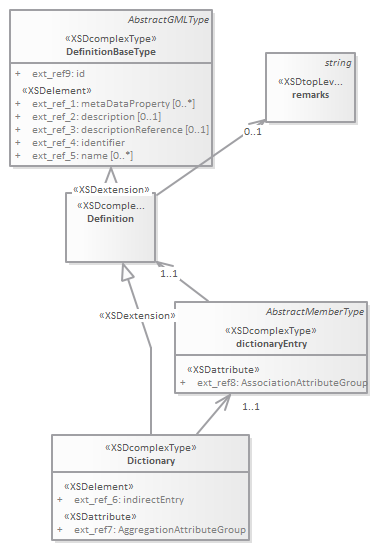 AbstractGMLType
«XSDcomplexType»
DefinitionBaseType
+ ext_ref9: id
«XSDelement»
+ ext_ref_1: metaDataProperty [0..*]
+ ext_ref_2: description [0..1]
+ ext_ref_3: descriptionReference [0..1]
+ ext_ref_4: identifier
+ ext_ref_5: name [0..*]
string
«XSDtopLev...
remarks
0..1
«XSDextension»
«XSDcomple...
Definition
1..1
«XSDextension»
AbstractMemberType
«XSDcomplexType»
dictionaryEntry
«XSDattribute»
+ ext_ref8: AssociationAttributeGroup
1..1
«XSDcomplexType»
Dictionary
«XSDelement»
+ ext_ref_6: indirectEntry
«XSDattribute»
+ ext_ref7: AggregationAttributeGroup